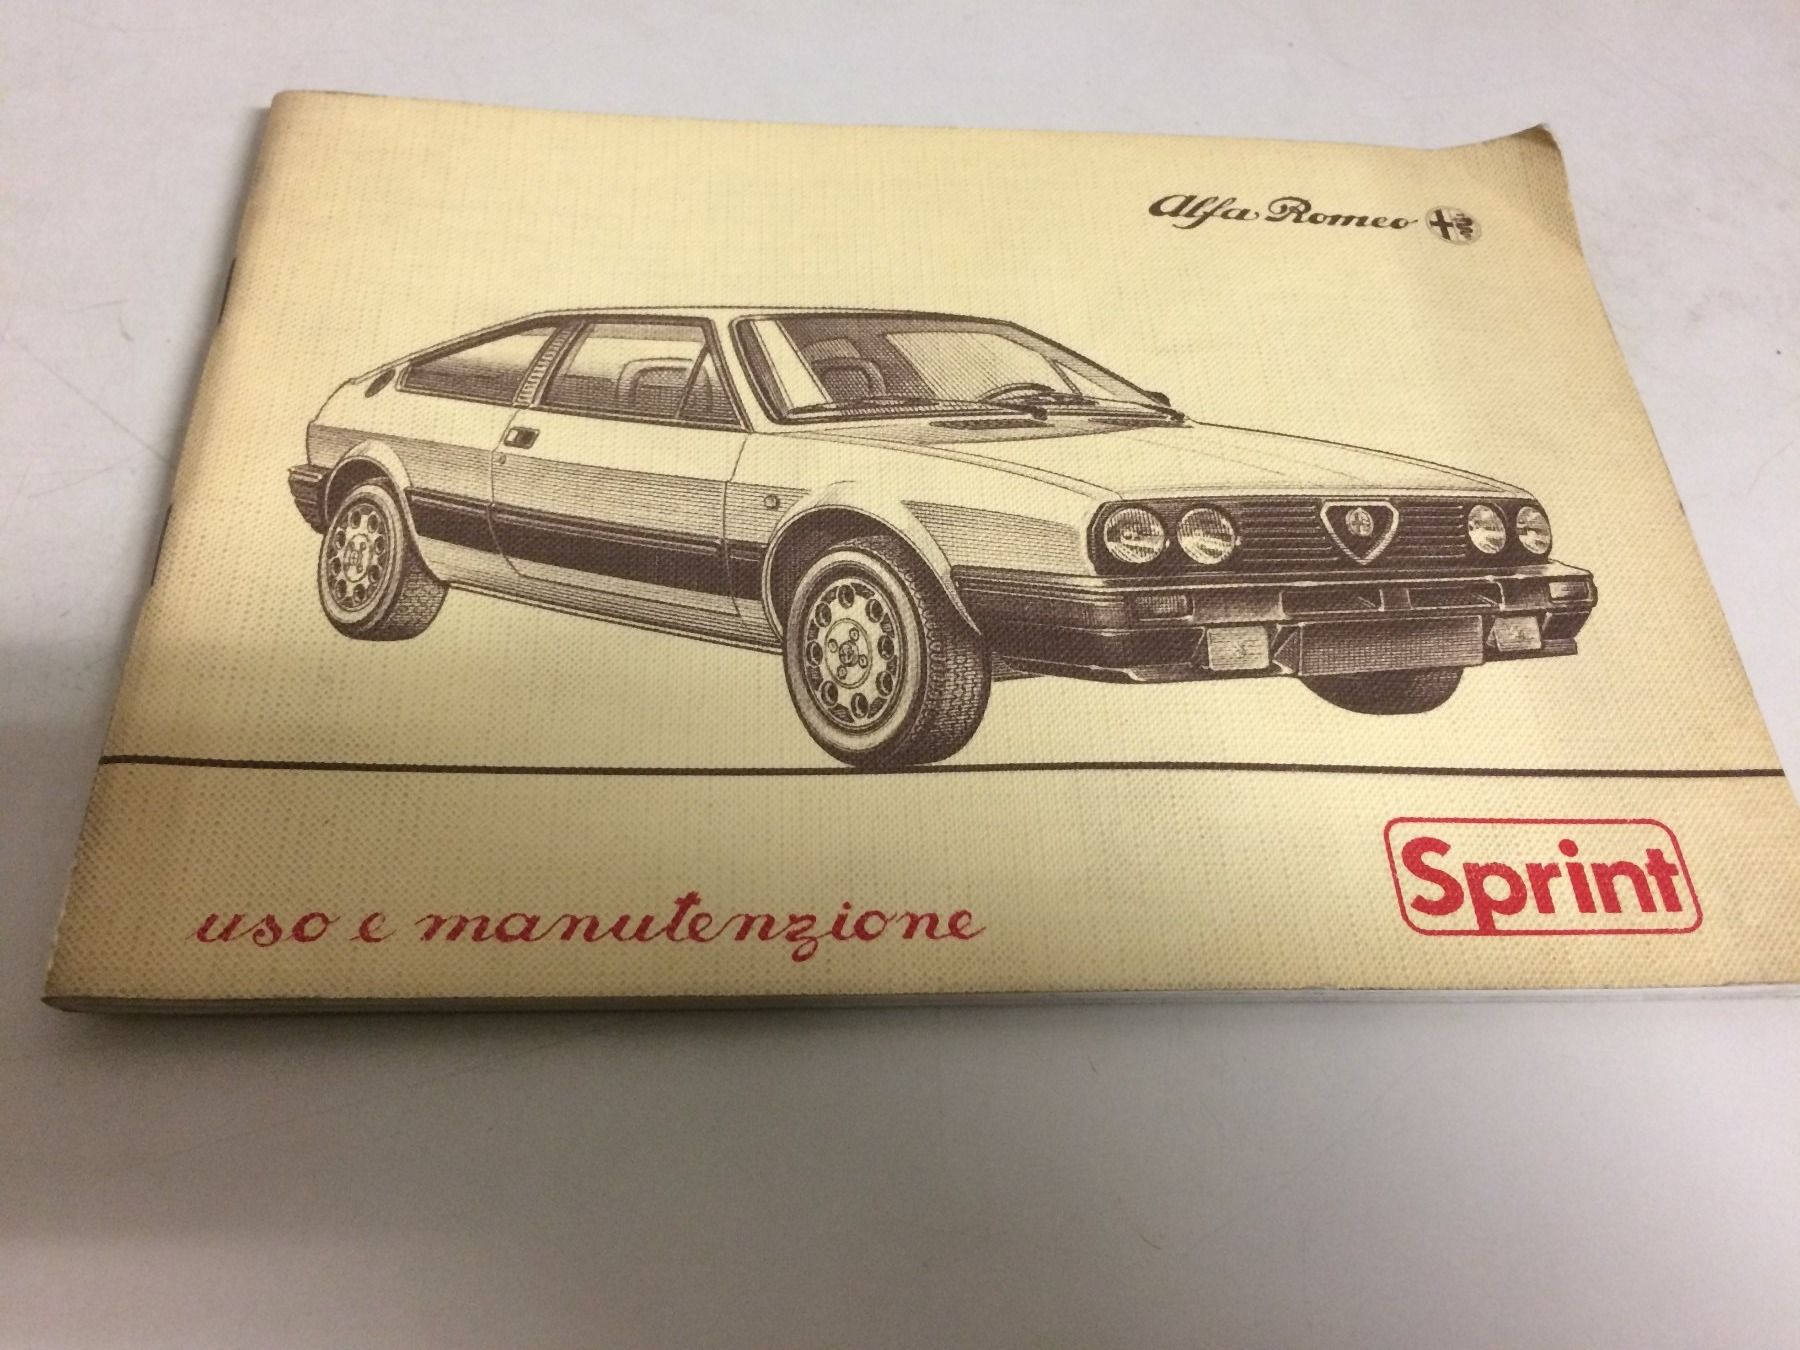 Alfa Romeo
Sprint
uso e manutenzione